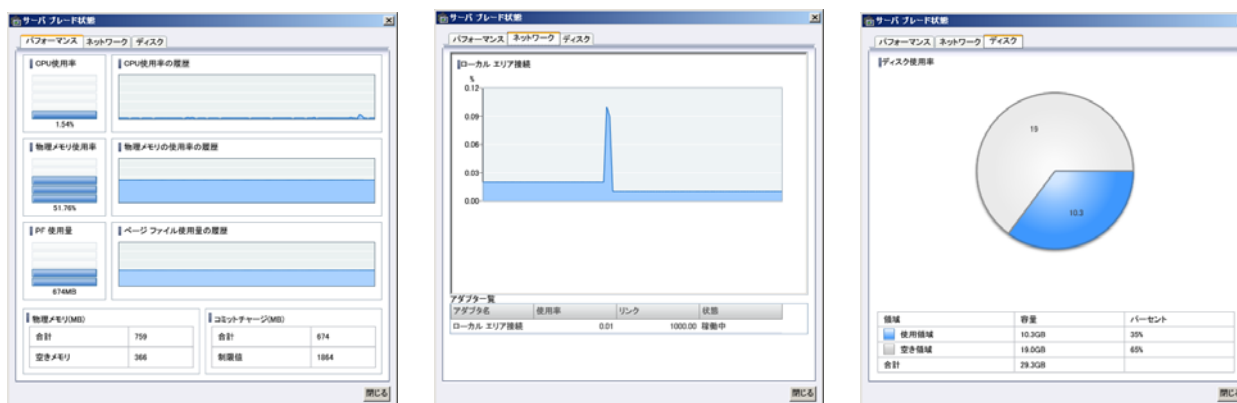 サーバ ブレード状態
パフォーマンス ネットワーク ディスク
CPU使用率 CPU使用率の履歴
1.54%
物理メモリ使用率 物理メモリの使用率の履歴
51.76%
PF 使用量 ページ ファイル使用量の履歴
674MB
物理メモリ(MB) コミットチャージ(MB)
合計 759 合計 674
空きメモリ 366 制限値 1864
閉じる
サーバ ブレード状態
パフォーマンス ネットワーク ディスク
ローカル エリア接続
%
0.12
0.09
0.06
0.03
0.00
アダプタ一覧
アダプタ名 使用率 リンク 状態
ローカル エリア接続 0.01 1000.00 稼働中
閉じる
サーバ ブレード状態
パフォーマンス ネットワーク ディスク
ディスク使用率
19
10.3
領域 容量 パーセント
使用領域 10.3GB 35%
空き領域 19.0GB 65%
合計 29.3GB
閉じ